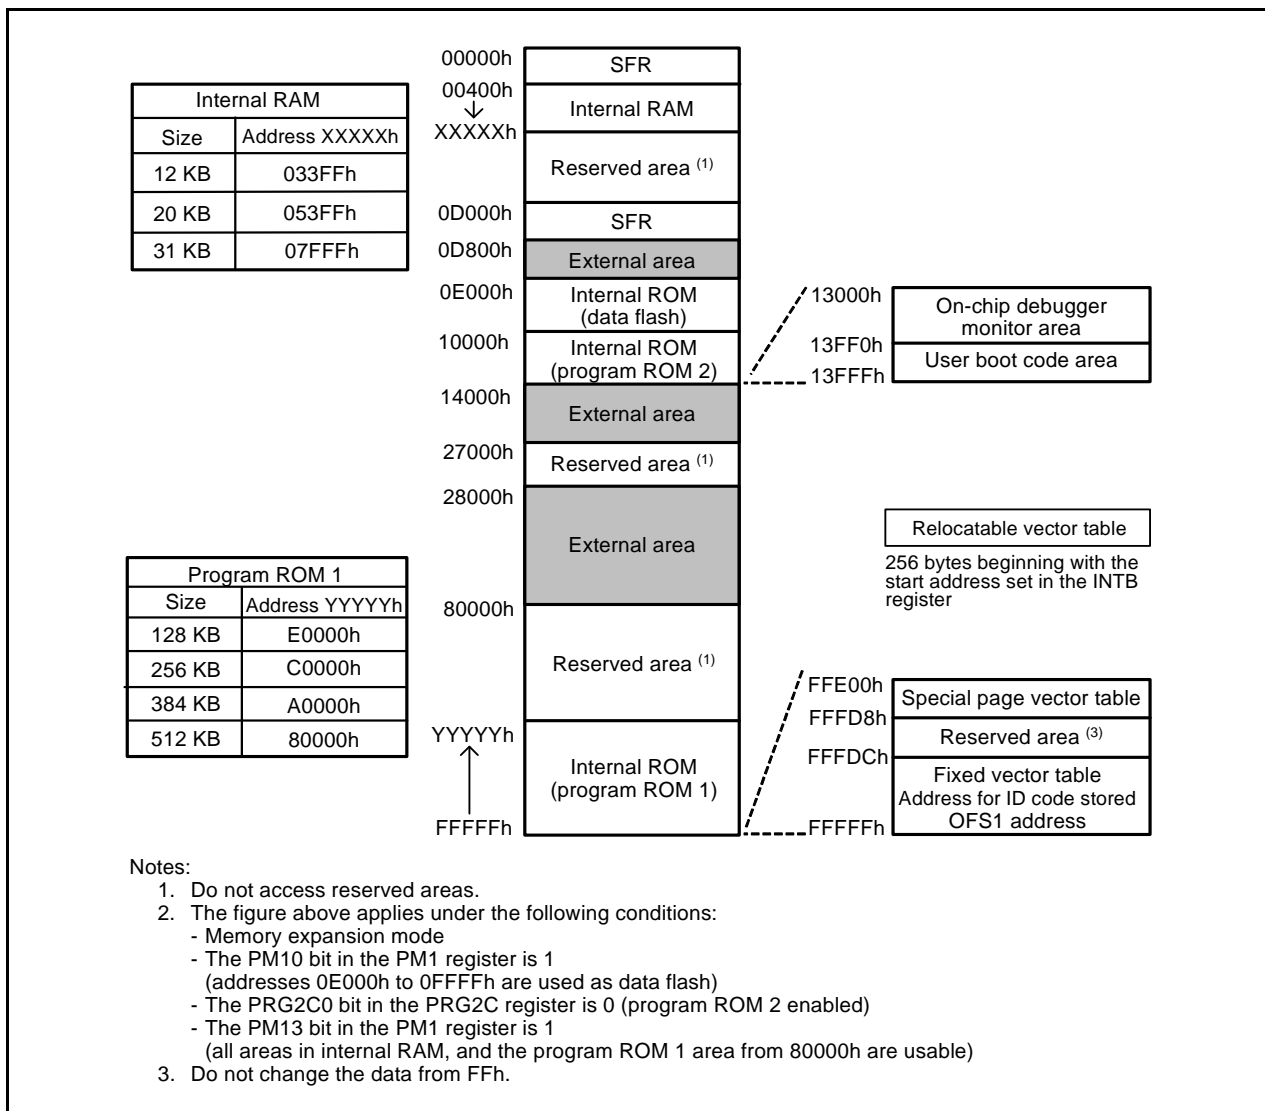 Internal RAM
Size Address XXXXXh
12 KB 033FFh
20 KB 053FFh
31 KB 07FFFh
Program ROM 1
Size Address YYYYYh
128 KB E0000h
256 KB C0000h
384 KB A0000h
512 KB 80000h
00000h
SFR
00400h
Internal RAM
XXXXXh
Reserved area (1)
0D000h
SFR
0D800h
External area
0E000h
Internal ROM
(data flash)
10000h
Internal ROM
(program ROM 2)
14000h
External area
27000h
Reserved area (1)
28000h
External area
80000h
Reserved area (1)
YYYYYh
Internal ROM
(program ROM 1)
FFFFFh
13000h
On-chip debugger
monitor area
13FF0h
User boot code area
13FFFh
Relocatable vector table
256 bytes beginning with the
start address set in the INTB
register
FFE00h
Special page vector table
FFFD8h
Reserved area (3)
FFFDCh
Fixed vector table
Address for ID code stored
OFS1 address
FFFFFh
Notes:
1. Do not access reserved areas.
2. The figure above applies under the following conditions:
- Memory expansion mode
- The PM10 bit in the PM1 register is 1
(addresses 0E000h to 0FFFFh are used as data flash)
- The PRG2C0 bit in the PRG2C register is 0 (program ROM 2 enabled)
- The PM13 bit in the PM1 register is 1
(all areas in internal RAM, and the program ROM 1 area from 80000h are usable)
3. Do not change the data from FFh.